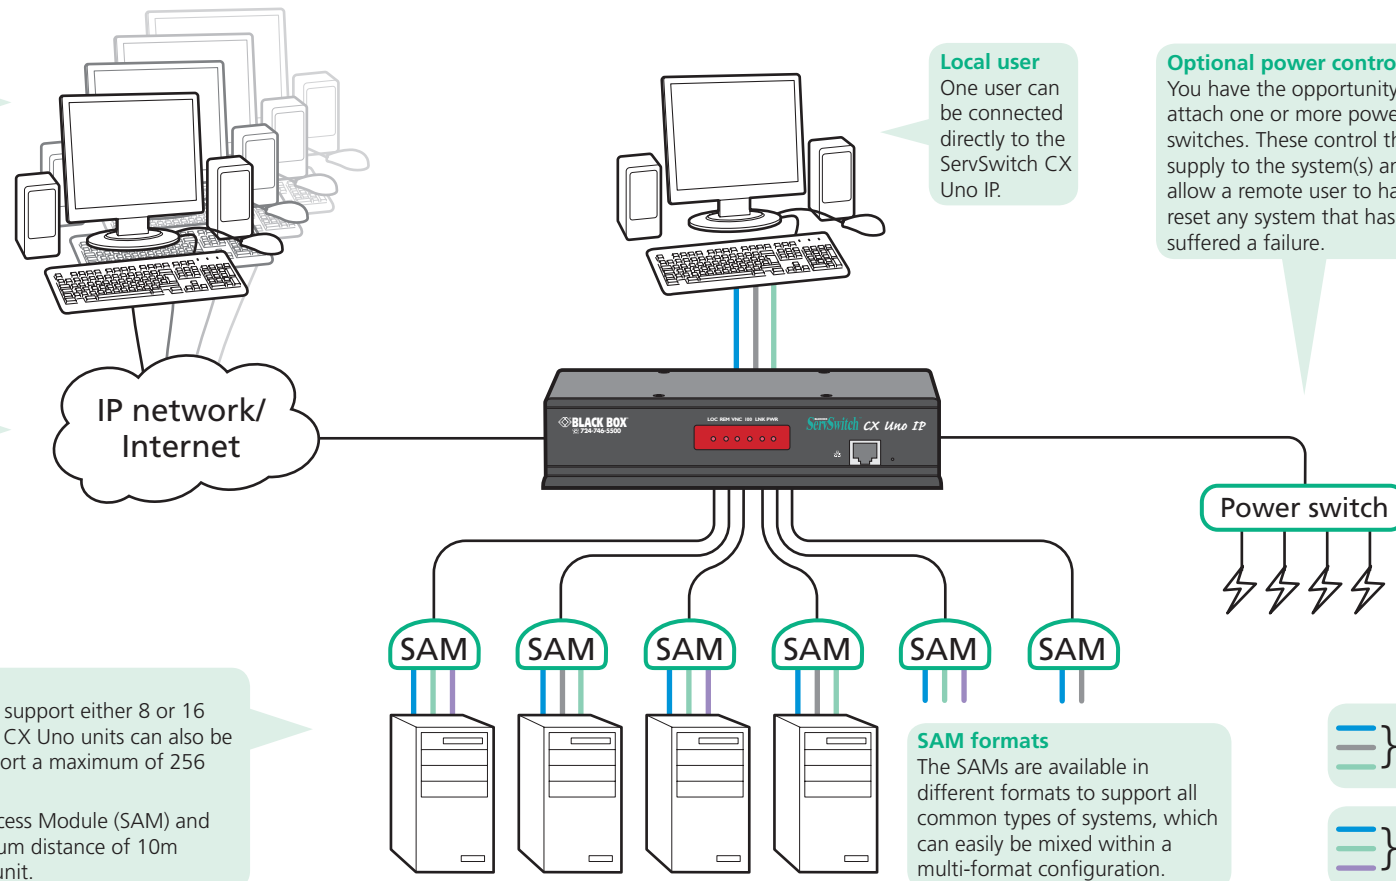 Local user
One user can
be connected
directly to the
ServSwitch CX
Uno IP.
Optional power contro
You have the opportunity
attach one or more powe
switches. These control th
supply to the system(s) an
allow a remote user to ha
reset any system that has
suffered a failure.
IP network/
Internet
BLACK BOX
724-746-5500
LOC REM VNC 100 LNK PWR
ServSwitch CX Uno IP
Power switch
SAM SAM SAM SAM SAM SAM
support either 8 or 16
CX Uno units can also be
ort a maximum of 256
cess Module (SAM) and
um distance of 10m
unit.
SAM formats
The SAMs are available in
different formats to support all
common types of systems, which
can easily be mixed within a
multi-format configuration.